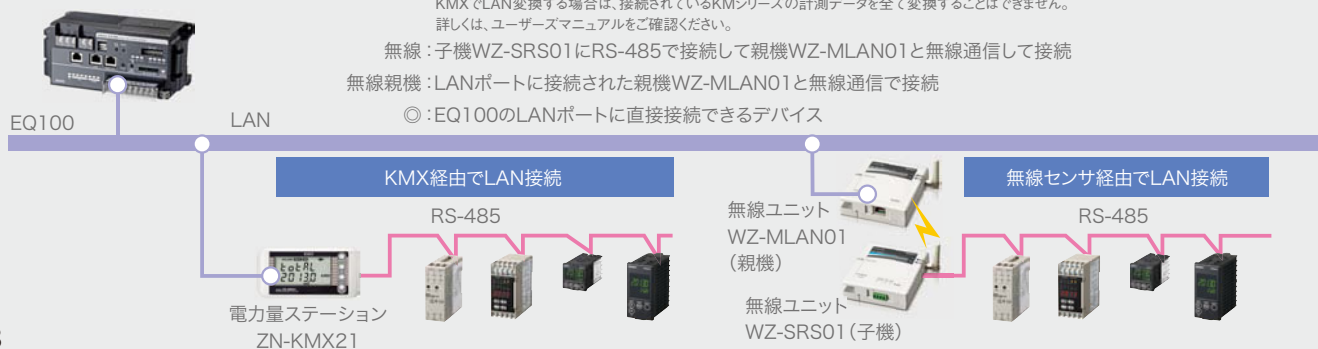 KMXでLAN変換する場合は、接続されているKMシリーズの計測データを全て変換することはできません。
詳しくは、ユーザーズマニュアルをご確認ください。
無線：子機WZ-SRS01にRS-485で接続して親機WZ-MLAN01と無線通信して接続
無線親機：LANポートに接続された親機WZ-MLAN01と無線通信で接続
◎：EQ100のLANポートに直接接続できるデバイス
EQ100
LAN
KMX経由でLAN接続
無線センサ経由でLAN接続
RS-485
無線ユニット
WZ-MLAN01
（親機）
RS-485
電力量ステーション
ZN-KMX21
無線ユニット
WZ-SRS01（子機）